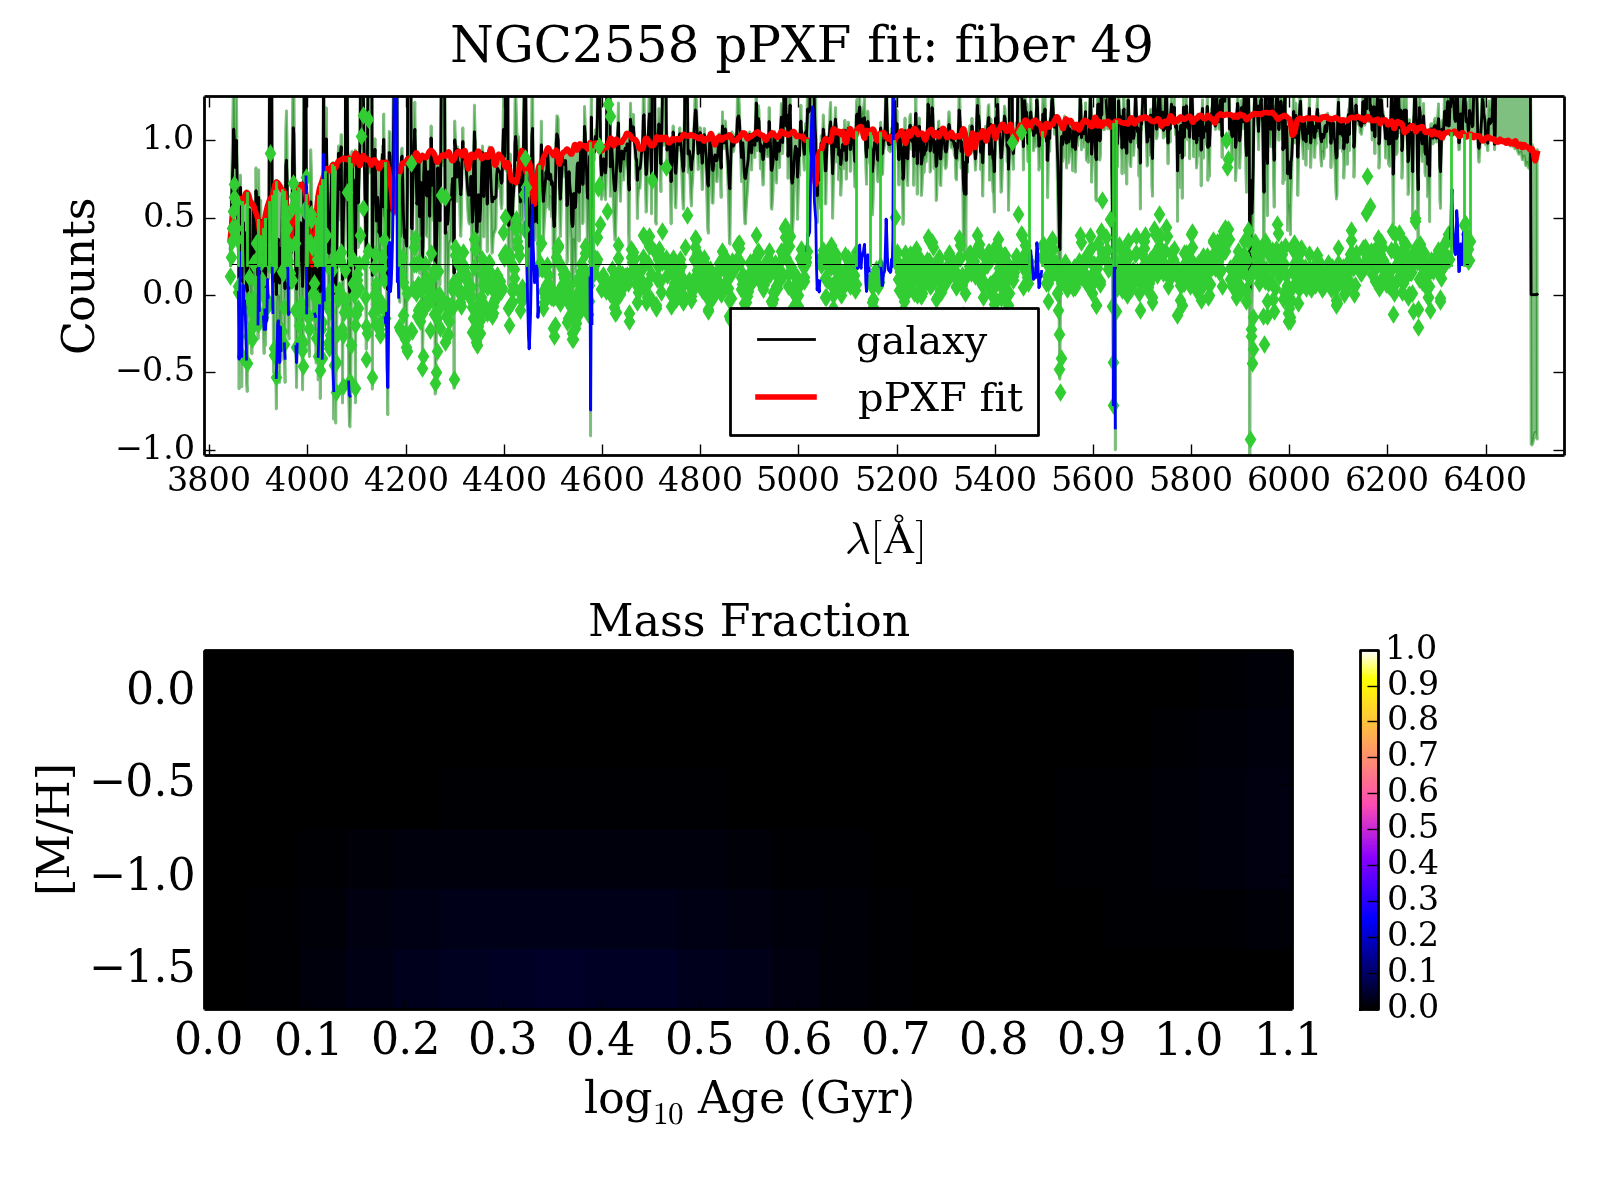 NGC2558 pPXF fit: fiber 49
Counts
1.0
0.5
0.0
−0.5
−1.0
galaxy
pPXF fit
3800 4000 4200 4400 4600 4800 5000 5200 5400 5600 5800 6000 6200 6400
λ[Å]
Mass Fraction
[M/H]
0.0
−0.5
−1.0
−1.5
0.0 0.1 0.2 0.3 0.4 0.5 0.6 0.7 0.8 0.9 1.0 1.1
log₁₀ Age (Gyr)
1.0
0.9
0.8
0.7
0.6
0.5
0.4
0.3
0.2
0.1
0.0